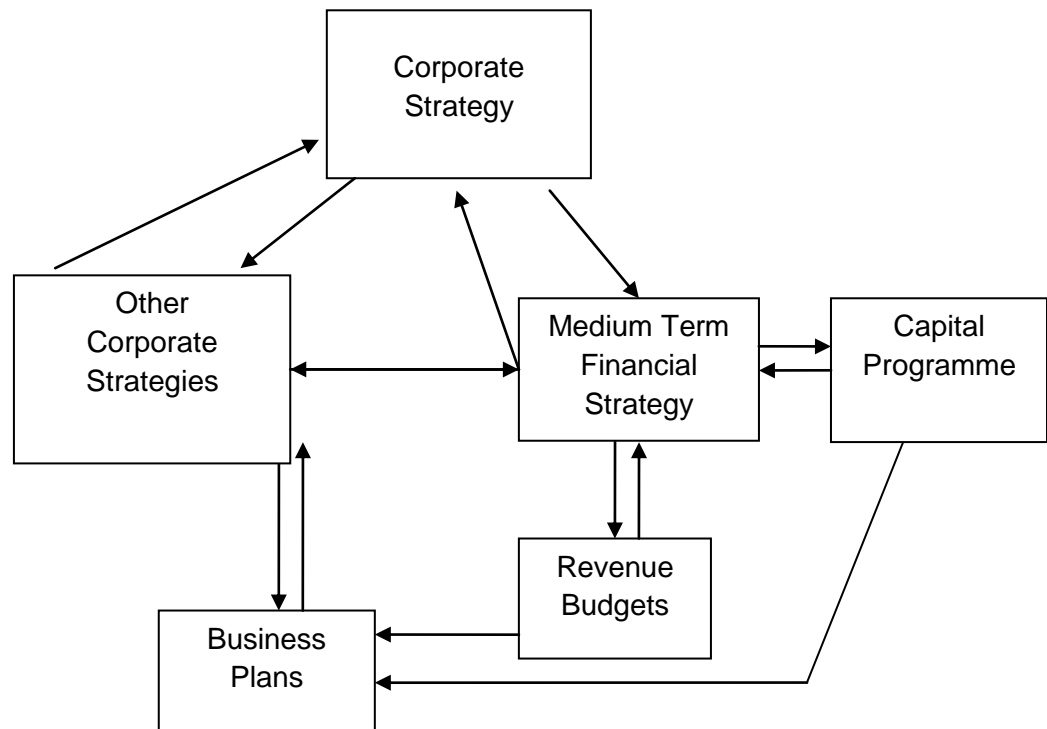 Corporate
Strategy
Other
Corporate
Strategies
Medium Term
Financial
Strategy
Capital
Programme
Revenue
Budgets
Business
Plans